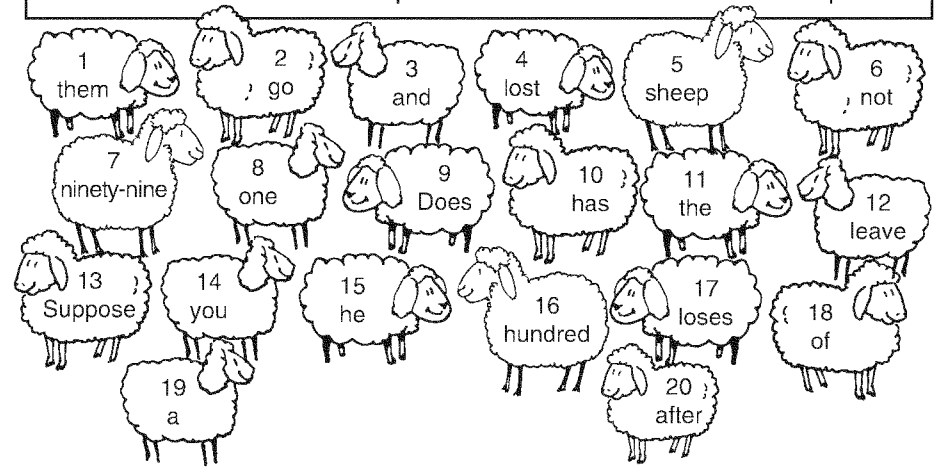 1
them
2
go
3
and
4
lost
5
sheep
6
not
7
ninety-nine
8
one
9
Does
10
has
11
the
12
leave
13
Suppose
14
you
15
he
16
hundred
17
loses
18
of
19
a
20
after